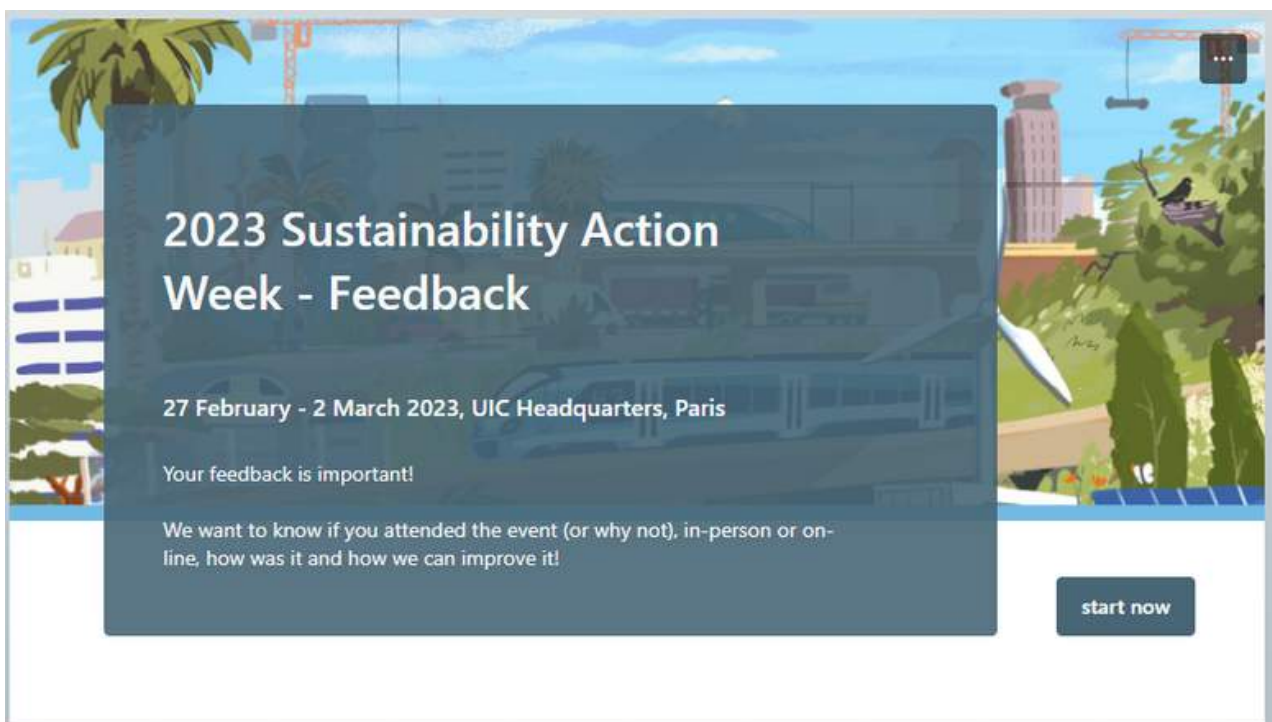 2023 Sustainability Action
Week - Feedback
27 February - 2 March 2023, UIC Headquarters, Paris
Your feedback is important!
We want to know if you attended the event (or why not), in-person or on-
line, how was it and how we can improve it!
start now